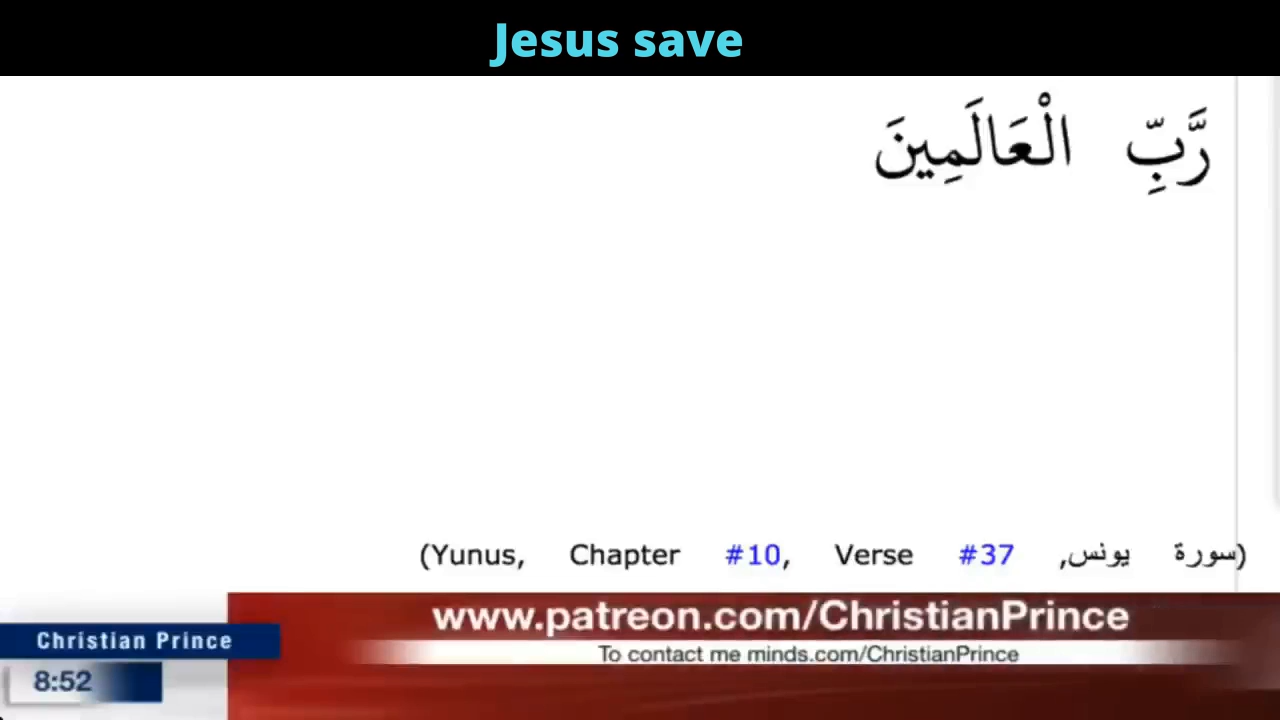 Jesus save
رَّبِّ الْعَالَمِينَ
(Yunus, Chapter #10, Verse #37 ,سورة يونس)
www.patreon.com/ChristianPrince
Christian Prince
To contact me minds.com/ChristianPrince
8:52